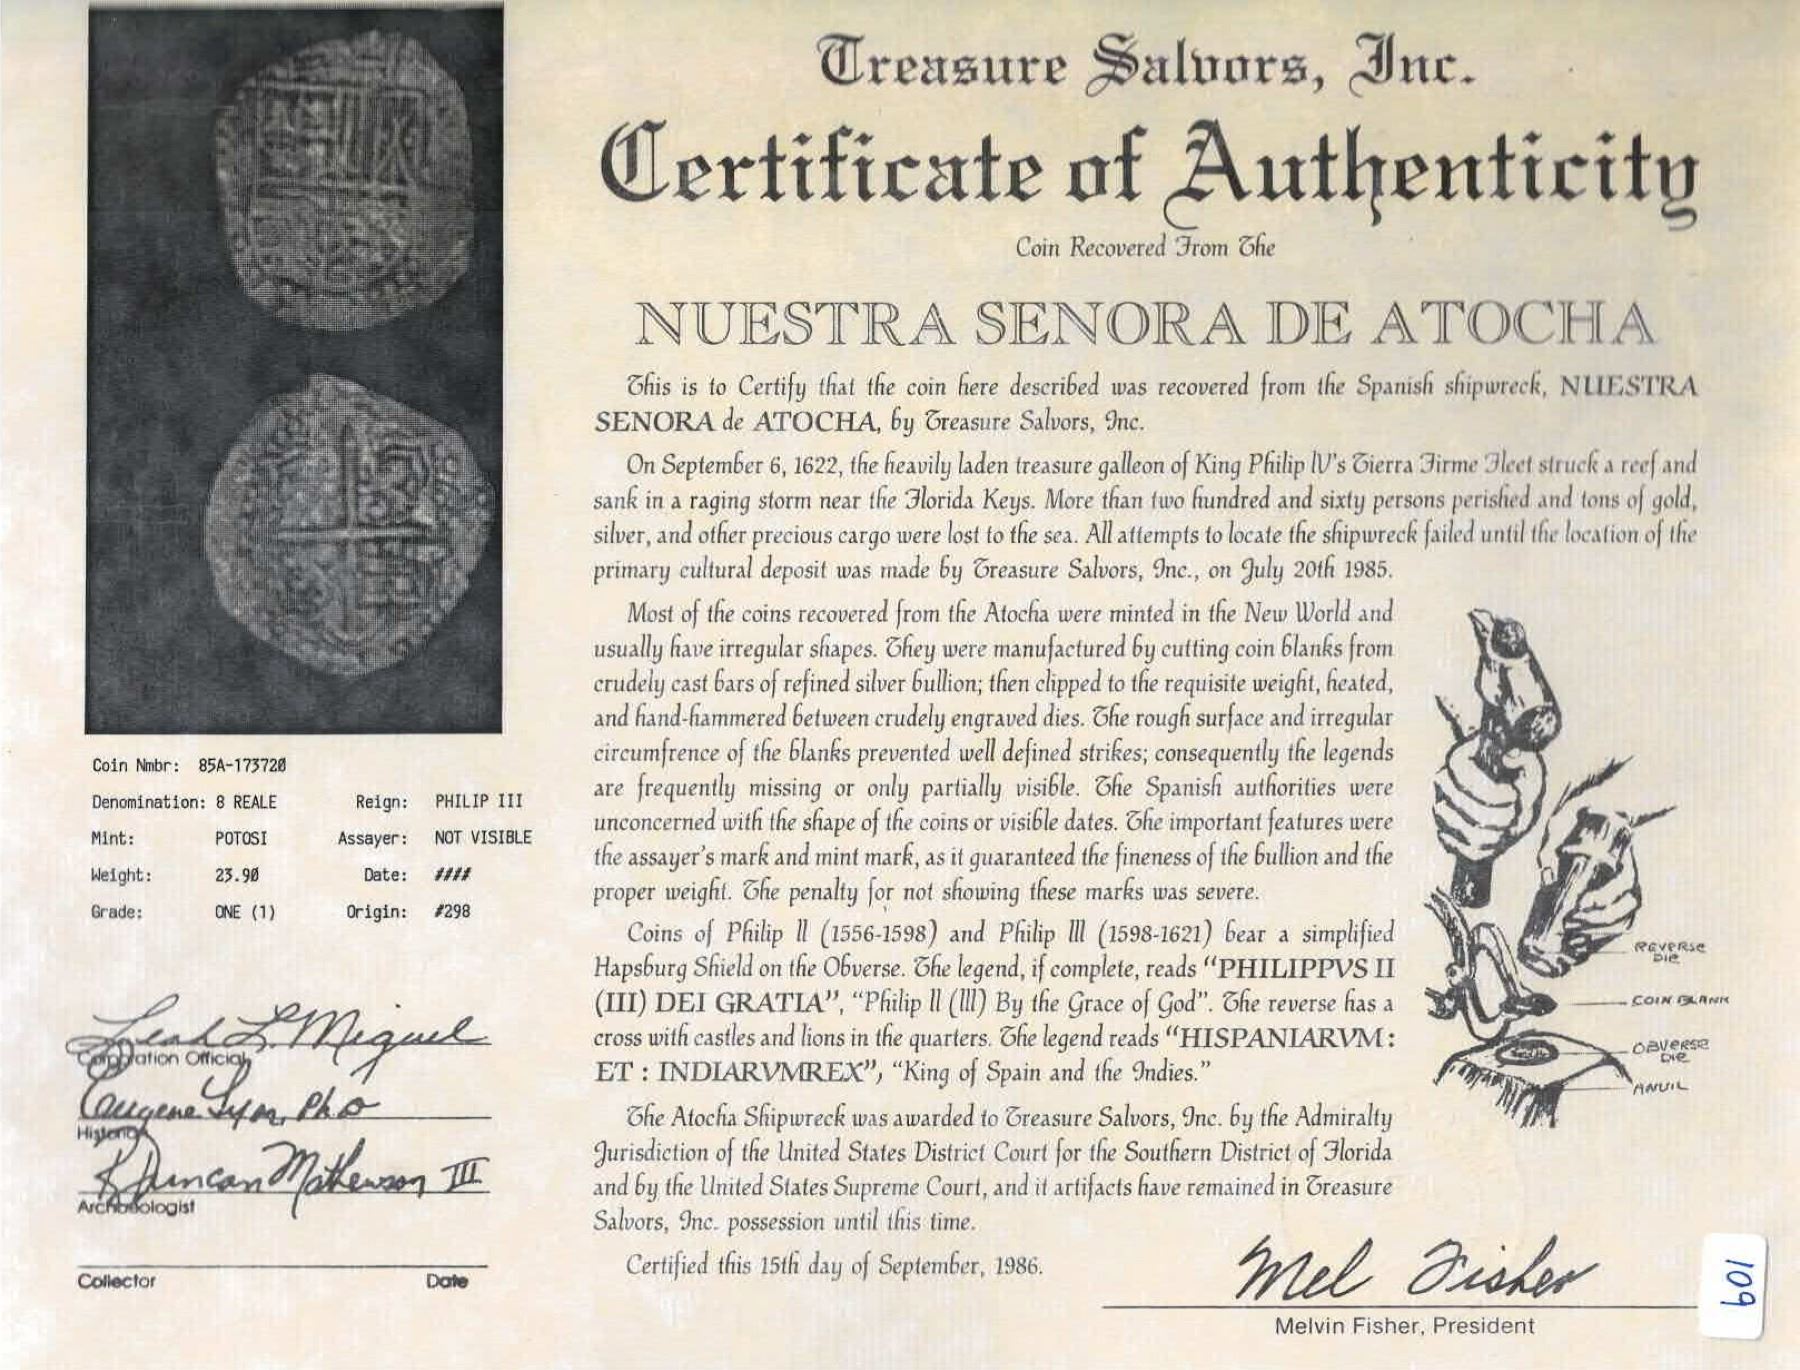 Treasure Salvors, Inc.
Certificate of Authenticity
Coin Recovered From The
NUESTRA SENORA DE ATOCHA
This is to Certify that the coin here described was recovered from the Spanish shipwreck, NUESTRA
SENORA de ATOCHA, by Treasure Salvors, Inc.
On September 6, 1622, the heavily laden treasure galleon of King Philip IV's Tierra Firme Fleet struck a reef and
sank in a raging storm near the Florida Keys. More than two hundred and sixty persons perished and tons of gold,
silver, and other precious cargo were lost to the sea. All attempts to locate the shipwreck failed until the location of the
primary cultural deposit was made by Treasure Salvors, Inc., on July 20th 1985.
Most of the coins recovered from the Atocha were minted in the New World and
usually have irregular shapes. They were manufactured by cutting coin blanks from
crudely cast bars of refined silver bullion; then clipped to the requisite weight, heated,
and hand-hammered between crudely engraved dies. The rough surface and irregular
circumfrence of the blanks prevented well defined strikes; consequently the legends
are frequently missing or only partially visible. The Spanish authorities were
unconcerned with the shape of the coins or visible dates. The important features were
the assayer's mark and mint mark, as it guaranteed the fineness of the bullion and the
proper weight. The penalty for not showing these marks was severe.
Coins of Philip II (1556-1598) and Philip III (1598-1621) bear a simplified
Hapsburg Shield on the Obverse. The legend, if complete, reads "PHILIPPVS II
(III) DEI GRATIA", "Philip II (III) By the Grace of God". The reverse has a
cross with castles and lions in the quarters. The legend reads "HISPANIARVM :
ET : INDIARVMREX", "King of Spain and the Indies."
The Atocha Shipwreck was awarded to Treasure Salvors, Inc. by the Admiralty
Jurisdiction of the United States District Court for the Southern District of Florida
and by the United States Supreme Court, and it artifacts have remained in Treasure
Salvors, Inc. possession until this time.
Certified this 15th day of September, 1986.
REVERSE
DIE
COIN BLANK
OBVERSE
DIE
ANVIL
Mel Fisher
Melvin Fisher, President
109
Coin Nmbr: 85A-173720
Denomination: 8 REALE Reign: PHILIP III
Mint: POTOSI Assayer: NOT VISIBLE
Weight: 23.90 Date: ####
Grade: ONE (1) Origin: #298
Leah L. Miguel
Corporation Official
Eugene Lyon, Ph D
Historian
R Duncan Mathewson III
Archaeologist
Collector Date